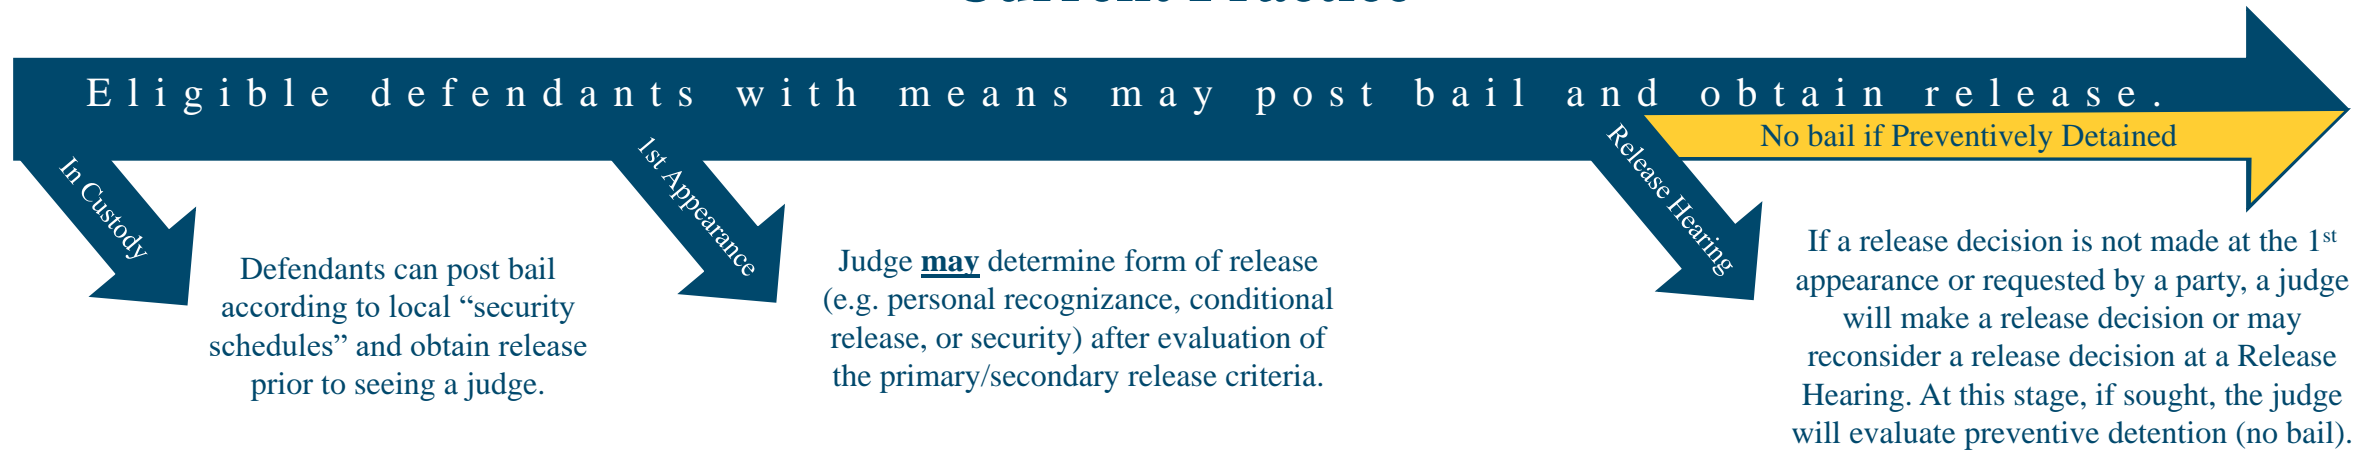 Current Practice
Eligible defendants with means may post bail and obtain release.
No bail if Preventively Detained
In Custody
1st Appearance
Release Hearing
Defendants can post bail
according to local “security
schedules” and obtain release
prior to seeing a judge.
Judge may determine form of release
(e.g. personal recognizance, conditional
release, or security) after evaluation of
the primary/secondary release criteria.
If a release decision is not made at the 1st
appearance or requested by a party, a judge
will make a release decision or may
reconsider a release decision at a Release
Hearing. At this stage, if sought, the judge
will evaluate preventive detention (no bail).